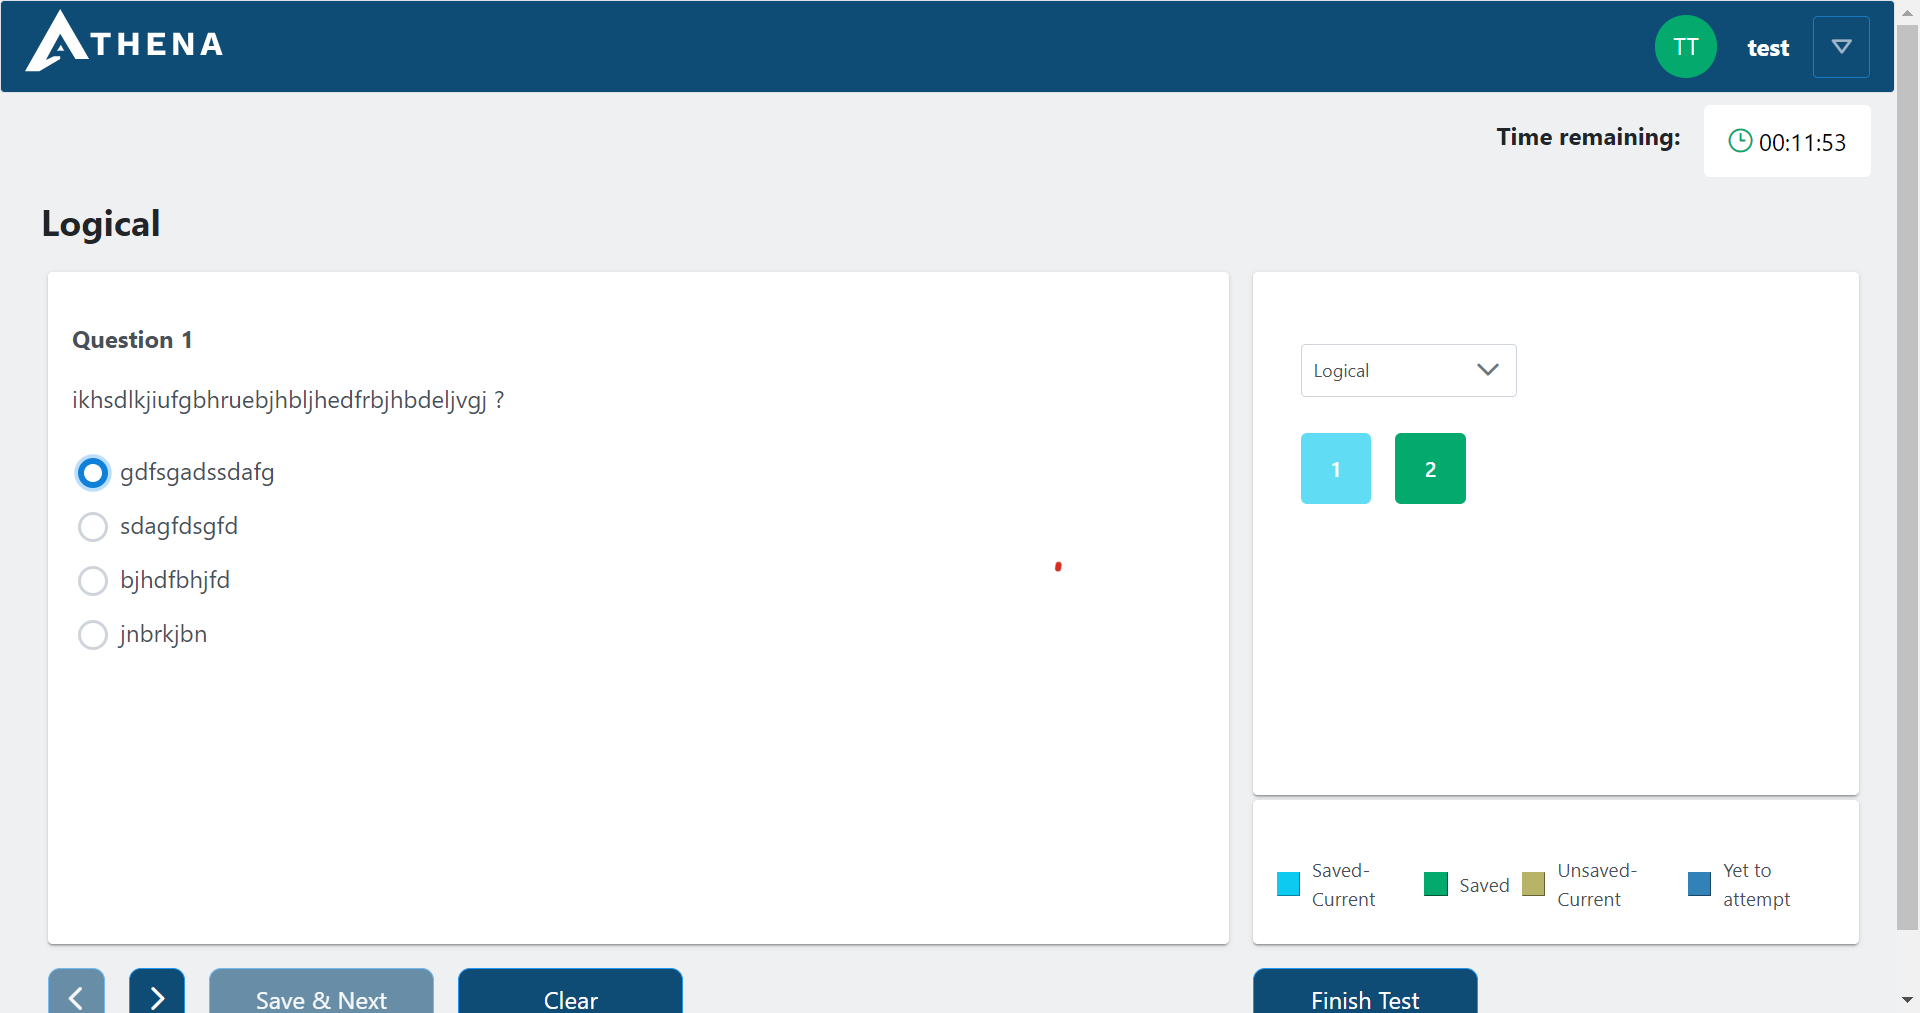 ATHENA
TT
test
Time remaining:
00:11:53
Logical
Question 1
ikhsdlkjiufgbhruebjhbljhedfrbjhbdeljvgj ?
gdfsgadssdafg
sdagfdsgfd
bjhdfbhjfd
jnbrkjbn
Logical
1 2
Saved-
Current
Saved
Unsaved-
Current
Yet to
attempt
Save & Next
Clear
Finish Test